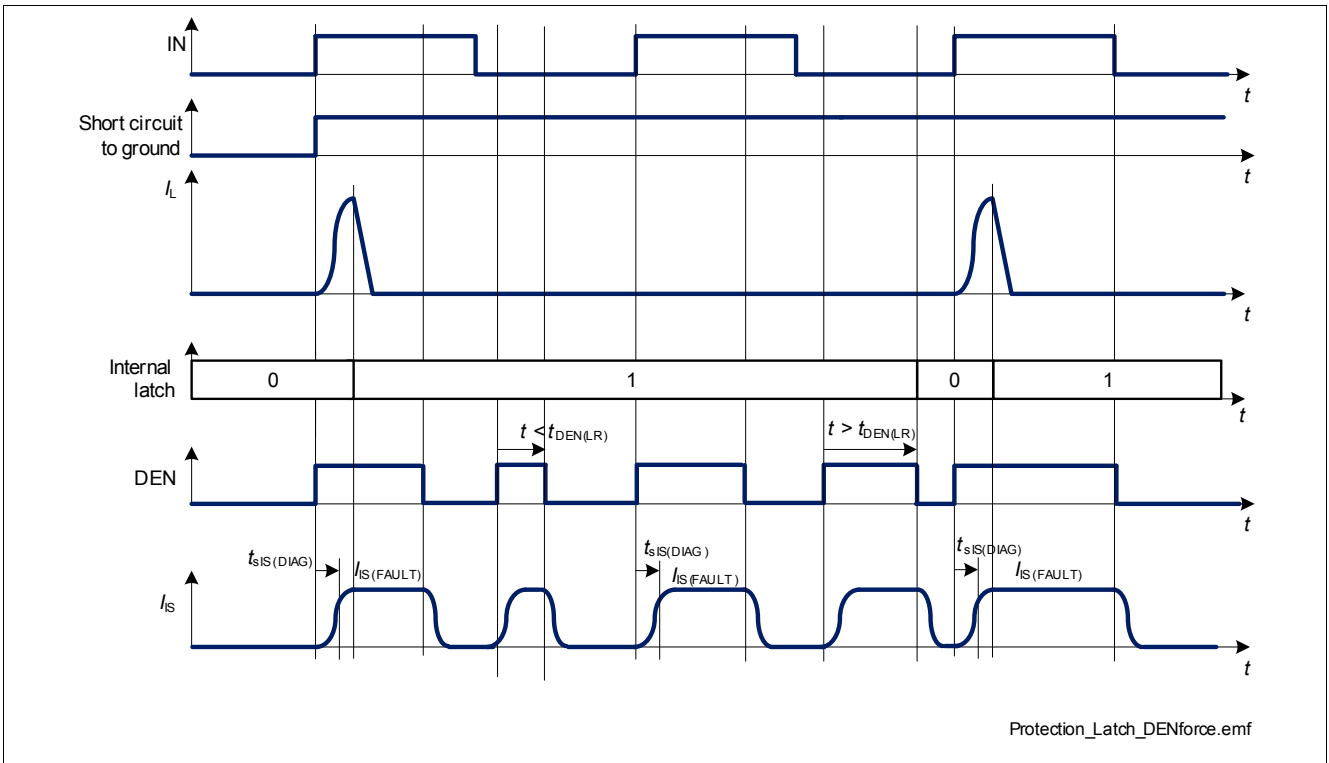 IN
t
Short circuit
to ground
t
IL
t
Internal
latch
0
1
0
1
t
t < tDEN(LR)
t > tDEN(LR)
DEN
t
tsIS(DIAG)
IIS(FAULT)
tsIS(DIAG)
IIS(FAULT)
tsIS(DIAG)
IIS(FAULT)
IIS
t
Protection_Latch_DENforce.emf